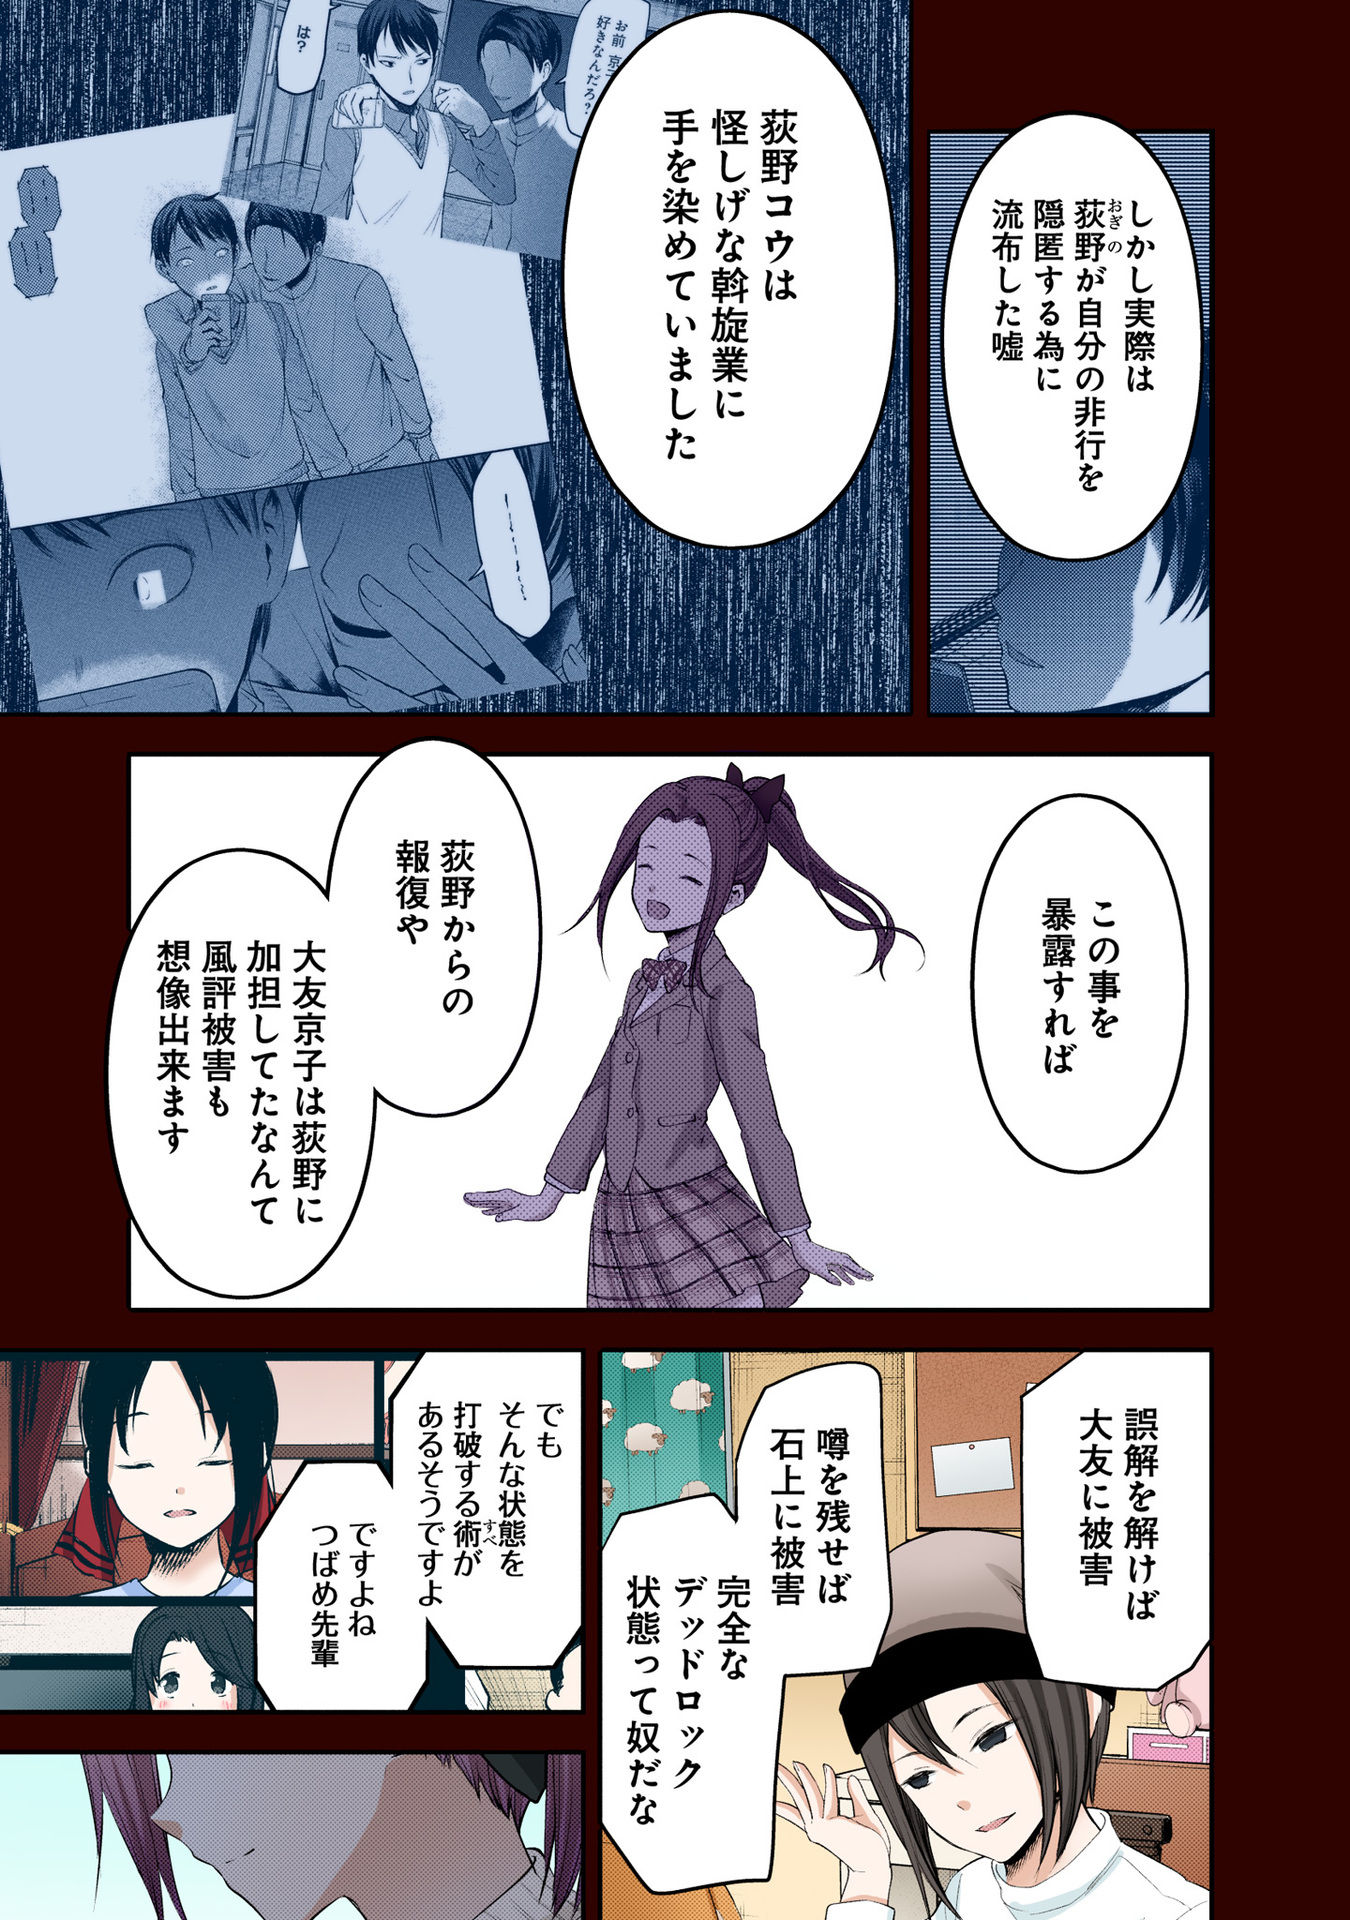 しかし実際は
荻野が自分の非行を
おぎの
隠匿する為に
流布した嘘
荻野コウは
怪しげな斡旋業に
手を染めていました
お前 京子
好きなんだろ?
は?
この事を
暴露すれば
荻野からの
報復や
大友京子は荻野に
加担してたなんて
風評被害も
想像出来ます
誤解を解けば
大友に被害
噂を残せば
石上に被害
完全な
デッドロック
状態って奴だな
でも
そんな状態を
打破する術が
すべ
あるそうですよ
ですよね
つばめ先輩